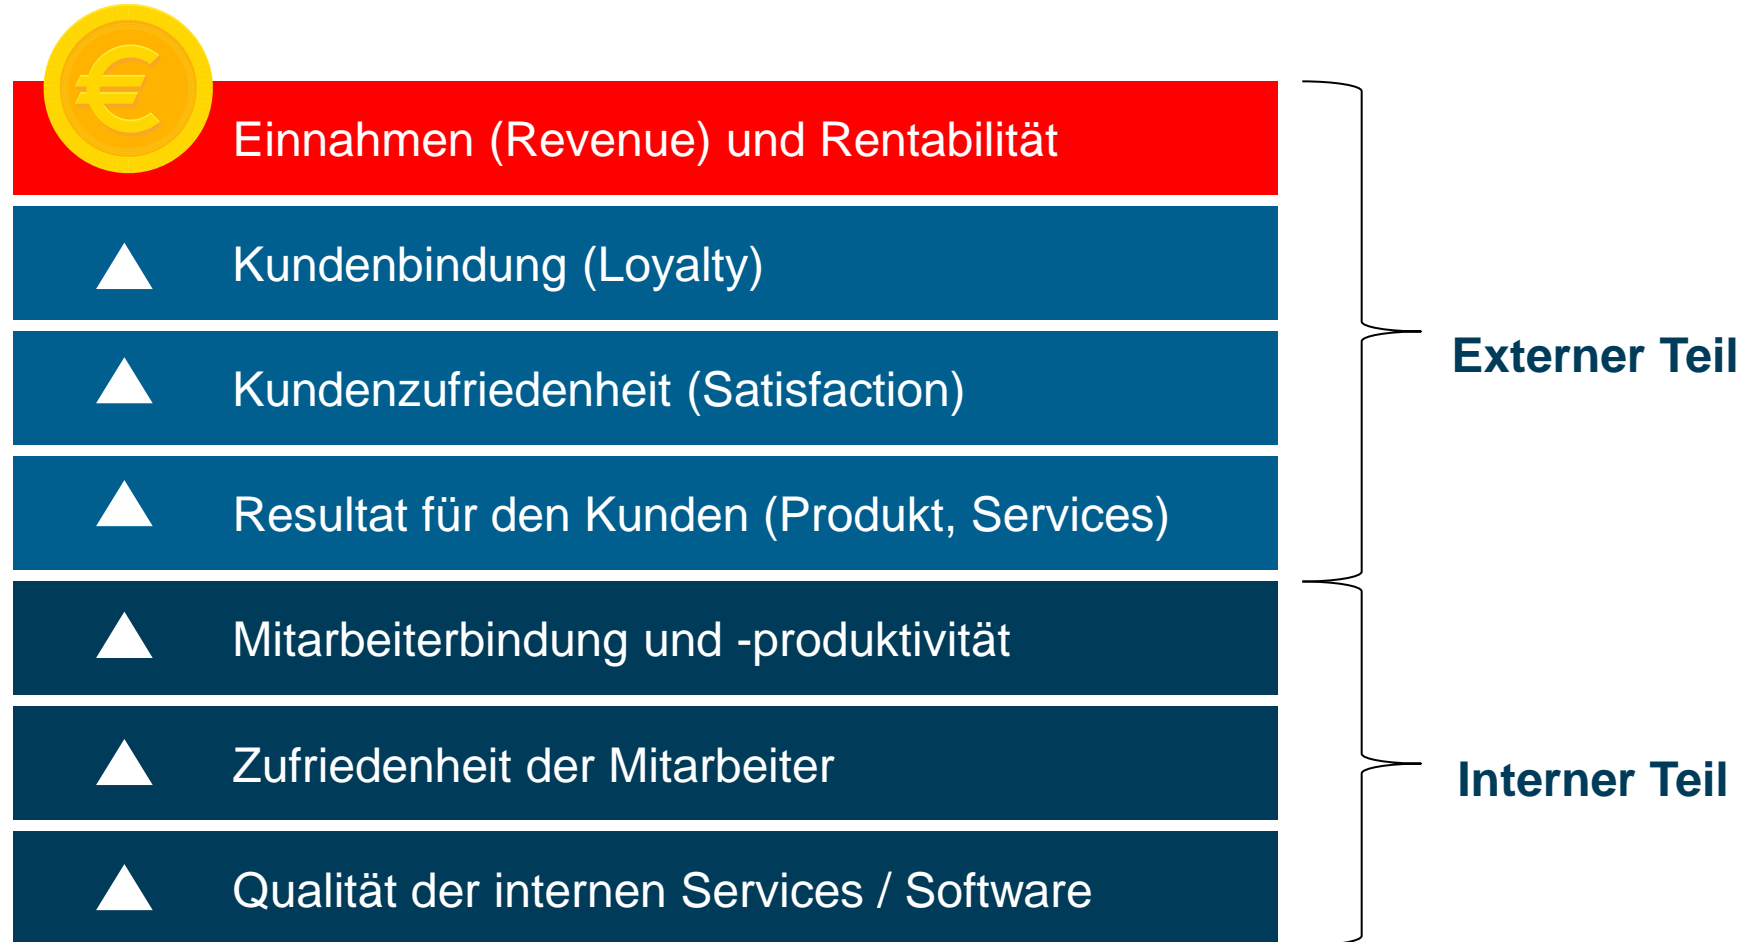 €
Einnahmen (Revenue) und Rentabilität
Kundenbindung (Loyalty)
Kundenzufriedenheit (Satisfaction)
Resultat für den Kunden (Produkt, Services)
Externer Teil
Mitarbeiterbindung und -produktivität
Zufriedenheit der Mitarbeiter
Qualität der internen Services / Software
Interner Teil